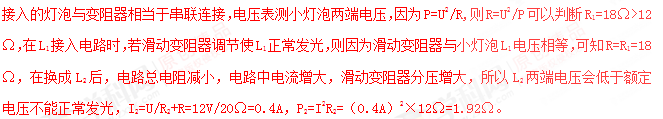 接入的灯泡与变阻器相当于串联连接,电压表测小灯泡两端电压,因为P=U²/R,则R=U²/P可以判断R₁=18Ω>12
Ω,在L₁接入电路时,若滑动变阻器调节使L₁正常发光,则因为滑动变阻器与小灯泡L₁电压相等,可知R=R₁=18
Ω,在换成L₂后,电路总电阻减小,电路中电流增大,滑动变阻器分压增大,所以L₂两端电压会低于额定
电压不能正常发光,I₂=U/R₂+R=12V/20Ω=0.4A,P₂=I²R₂=(0.4A)²×12Ω=1.92Ω。